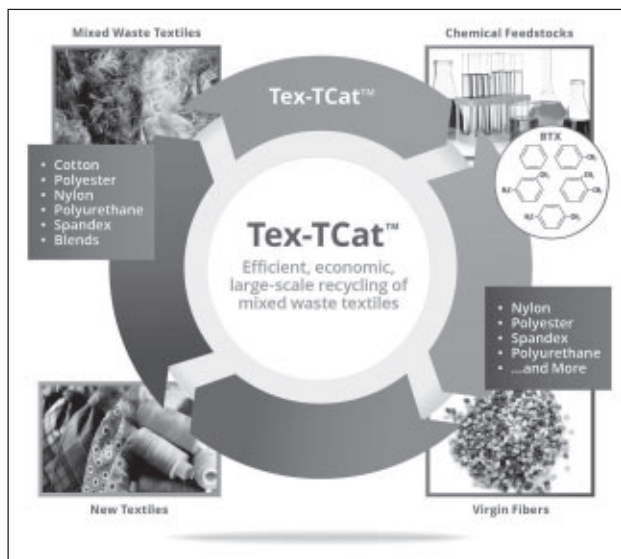 Mixed Waste Textiles
Chemical Feedstocks
Tex-TCat™
BTX
• Cotton
• Polyester
• Nylon
• Polyurethane
• Spandex
• Blends
Tex-TCat™
Efficient, economic,
large-scale recycling of
mixed waste textiles
• Nylon
• Polyester
• Spandex
• Polyurethane
• ....and More
New Textiles
Virgin Fibers